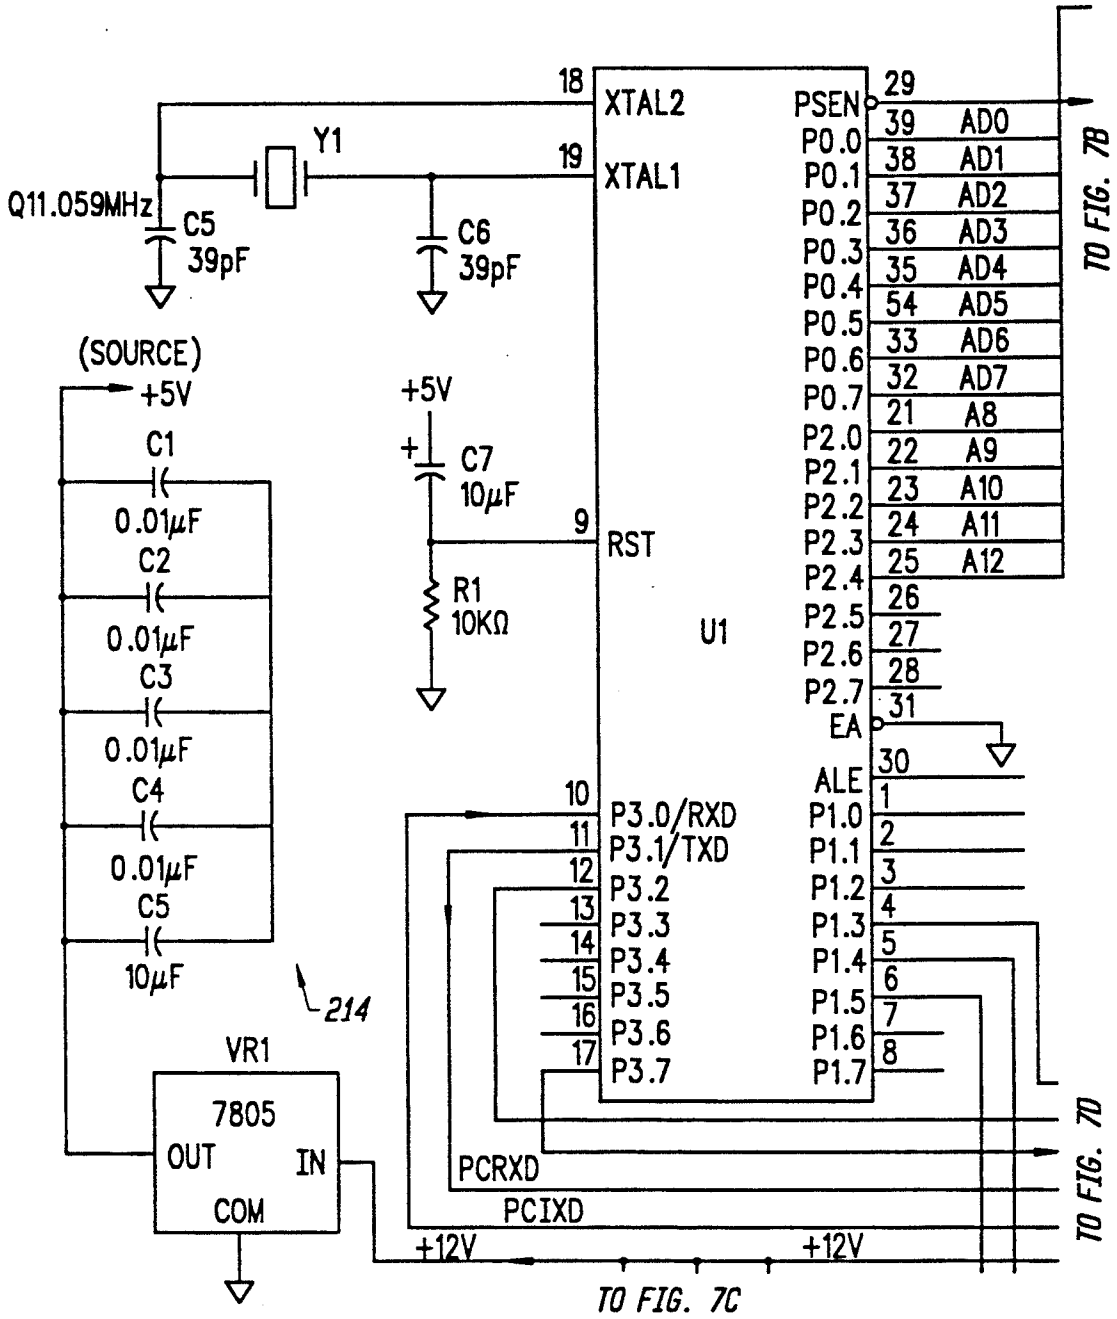 18
XTAL2
19
XTAL1
Y1
Q11.059MHz
C5
39pF
C6
39pF
(SOURCE)
+5V
C1
0.01µF
C2
0.01µF
C3
0.01µF
C4
0.01µF
C5
10µF
214
VR1
7805
OUT
IN
COM
+5V
+
C7
10µF
9
RST
R1
10KΩ
U1
10
P3.0/RXD
11
P3.1/TXD
12
P3.2
13
P3.3
14
P3.4
15
P3.5
16
P3.6
17
P3.7
PSEN
29
P0.0
39
AD0
P0.1
38
AD1
P0.2
37
AD2
P0.3
36
AD3
P0.4
35
AD4
P0.5
54
AD5
P0.6
33
AD6
P0.7
32
AD7
P2.0
21
A8
P2.1
22
A9
P2.2
23
A10
P2.3
24
A11
P2.4
25
A12
P2.5
26
P2.6
27
P2.7
28
EA
31
ALE
30
P1.0
1
P1.1
2
P1.2
3
P1.3
4
P1.4
5
P1.5
6
P1.6
7
P1.7
8
TO FIG. 7B
PCRXD
PCIXD
+12V
+12V
TO FIG. 7D
TO FIG. 7C